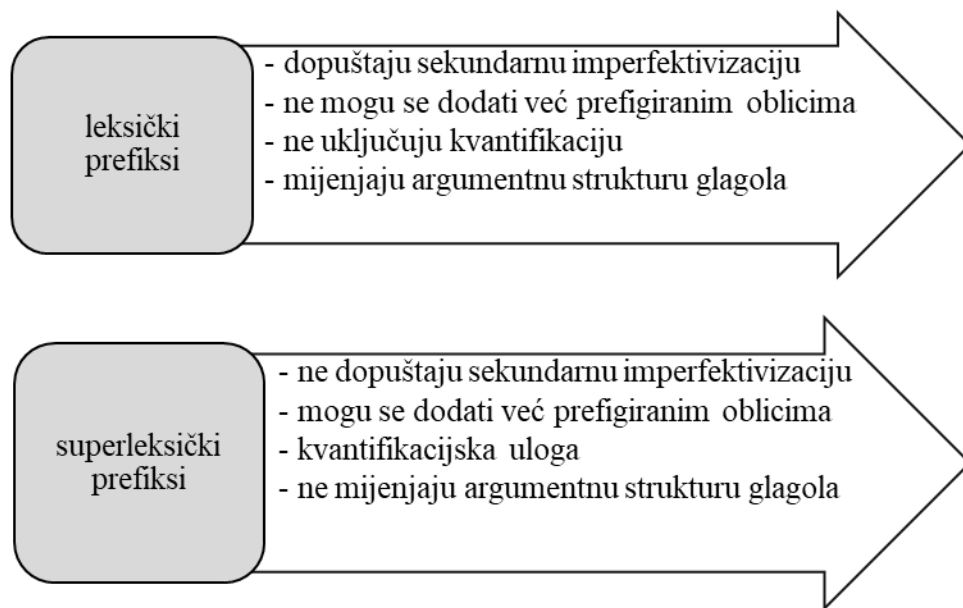 leksički
prefiksi
- dopuštaju sekundarnu imperfektivizaciju
- ne mogu se dodati već prefigiranim oblicima
- ne uključuju kvantifikaciju
- mijenjaju argumentnu strukturu glagola
superleksički
prefiksi
- ne dopuštaju sekundarnu imperfektivizaciju
- mogu se dodati već prefigiranim oblicima
- kvantifikacijska uloga
- ne mijenjaju argumentnu strukturu glagola